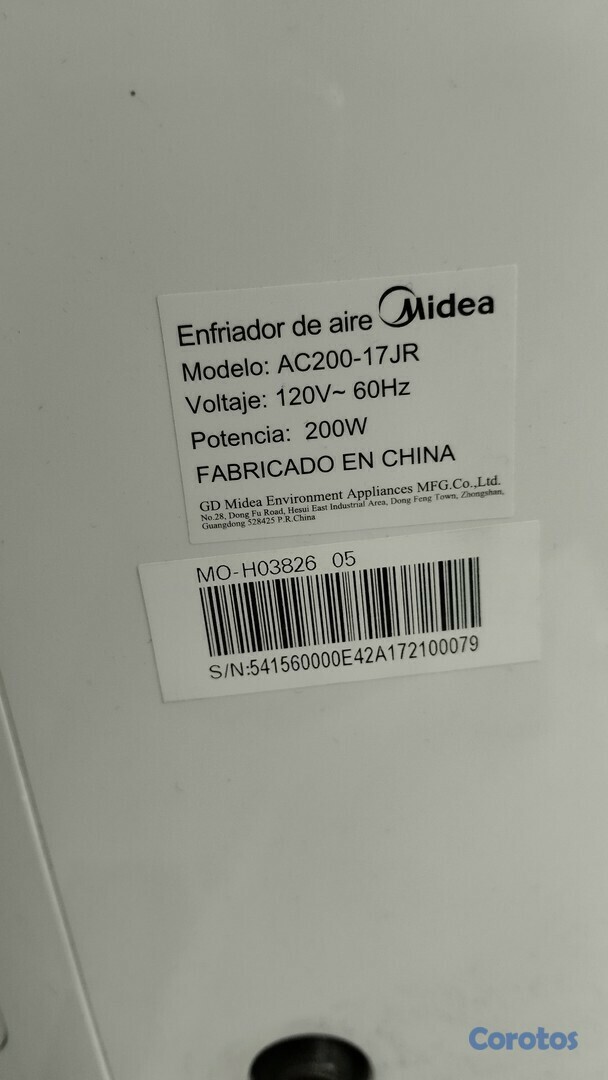 Enfriador de aire Midea
Modelo: AC200-17JR
Voltaje: 120V~ 60Hz
Potencia: 200W
FABRICADO EN CHINA
GD Midea Environment Appliances MFG.Co.,Ltd.
No.28, Dong Fu Road, Hesui East Industrial Area, Dong Feng Town, Zhongshan,
Guangdong 528425 P.R.China
MO-H03826 05
S/N:541560000E42A172100079
Corotos